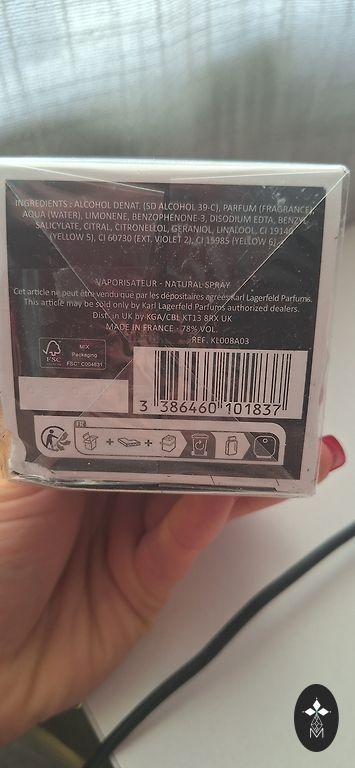 INGREDIENTS : ALCOHOL DENAT. (SD ALCOHOL 39-C), PARFUM (FRAGRANCE),
AQUA (WATER), LIMONENE, BENZOPHENONE-3, DISODIUM EDTA, BENZYL
SALICYLATE, CITRAL, CITRONELLOL, GERANIOL, LINALOOL, CI 19140
(YELLOW 5), CI 60730 (EXT. VIOLET 2), CI 15985 (YELLOW 6).
VAPORISATEUR - NATURAL SPRAY
Cet article ne peut être vendu que par les dépositaires agréés Karl Lagerfeld Parfums.
This article may be sold only by Karl Lagerfeld Parfums authorized dealers.
Dist. in UK by KGA/CBL KT13 8RX UK
MADE IN FRANCE - 78% VOL.
RÉF. KL008A03
FSC
MIX
Packaging
FSC® C004631
3 386460 101837
FR
+ +
M